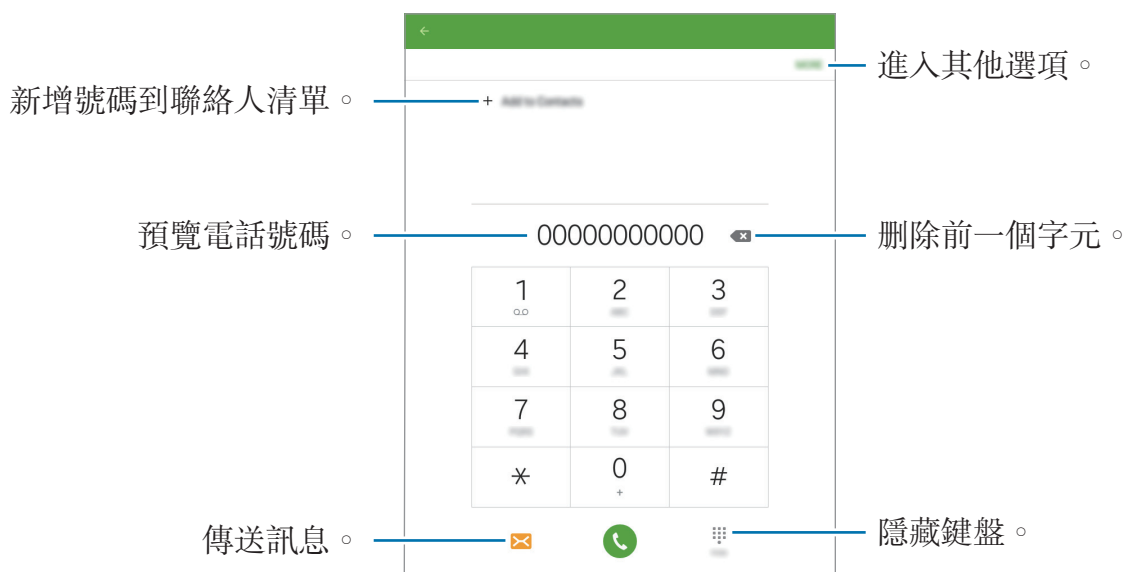 進入其他選項。
新增號碼到聯絡人清單。
+ Add to Contacts
預覽電話號碼。
00000000000
刪除前一個字元。
1 2 3
4 5 6
7 8 9
* 0 #
+
傳送訊息。
隱藏鍵盤。